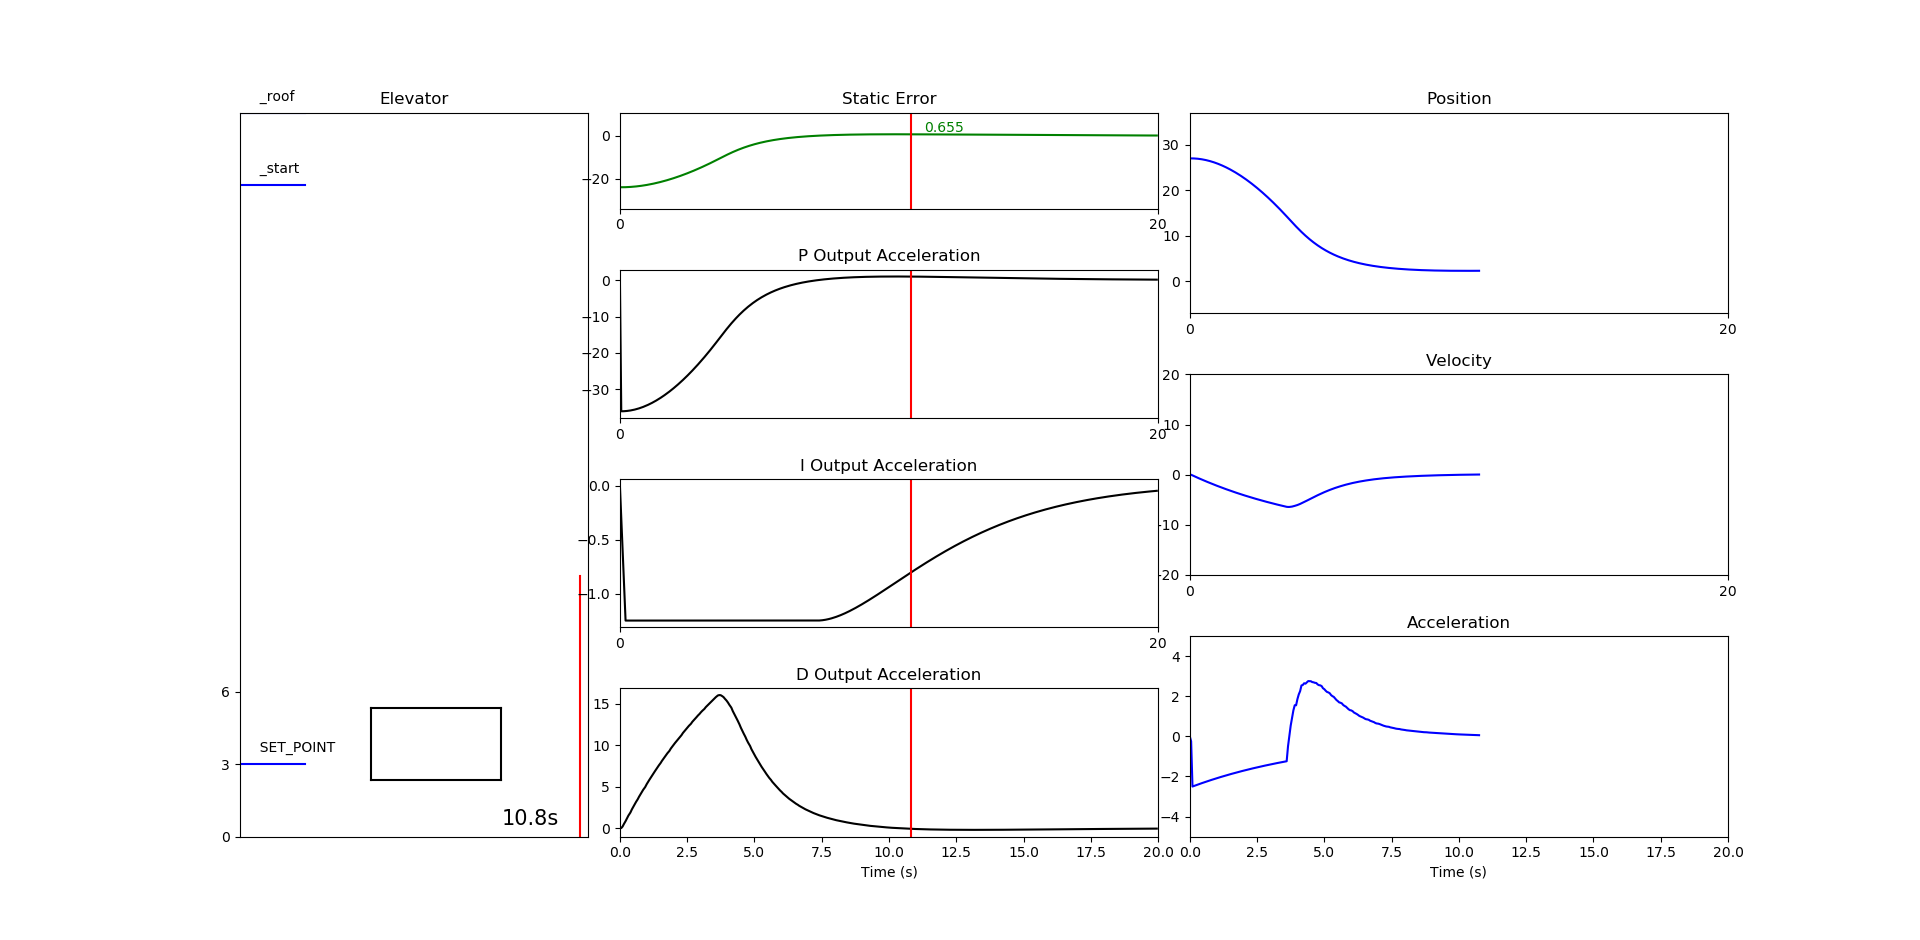 _roof
Elevator
_start
6
SET_POINT
3
10.8s
0
Static Error
0.655
0
−20
0
20
P Output Acceleration
0
−10
−20
−30
0
20
I Output Acceleration
0.0
−0.5
−1.0
0
20
D Output Acceleration
15
10
5
0
0.0 2.5 5.0 7.5 10.0 12.5 15.0 17.5 20.0
Time (s)
Position
30
20
10
0
0
20
Velocity
20
10
0
−10
−20
0
20
Acceleration
4
2
0
−2
−4
0.0 2.5 5.0 7.5 10.0 12.5 15.0 17.5 20.0
Time (s)